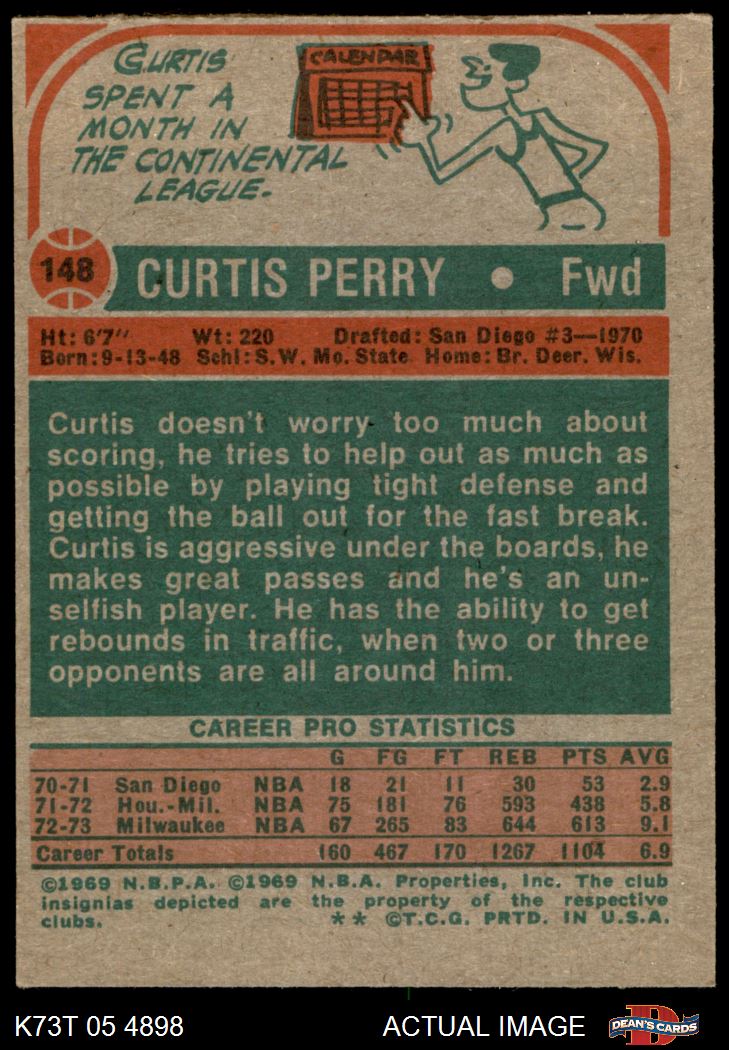 CURTIS
SPENT A
MONTH IN
THE CONTINENTAL
LEAGUE.
CALENDAR
148 CURTIS PERRY • Fwd
Ht: 6'7" Wt: 220 Drafted: San Diego #3—1970
Born: 9-13-48 Schl: S.W. Mo. State Home: Br. Deer. Wis.
Curtis doesn't worry too much about
scoring, he tries to help out as much as
possible by playing tight defense and
getting the ball out for the fast break.
Curtis is aggressive under the boards, he
makes great passes and he's an un-
selfish player. He has the ability to get
rebounds in traffic, when two or three
opponents are all around him.
CAREER PRO STATISTICS
G FG FT REB PTS AVG
70-71 San Diego NBA 18 21 11 30 53 2.9
71-72 Hou.-Mil. NBA 75 181 76 593 438 5.8
72-73 Milwaukee NBA 67 265 83 644 613 9.1
Career Totals 160 467 170 1267 1104 6.9
©1969 N.B.P.A. ©1969 N.B.A. Properties, Inc. The club
insignias depicted are the property of the respective
clubs. ** ©T.C.G. PRTD. IN U.S.A.
K73T 05 4898 ACTUAL IMAGE D DEAN'S CARDS